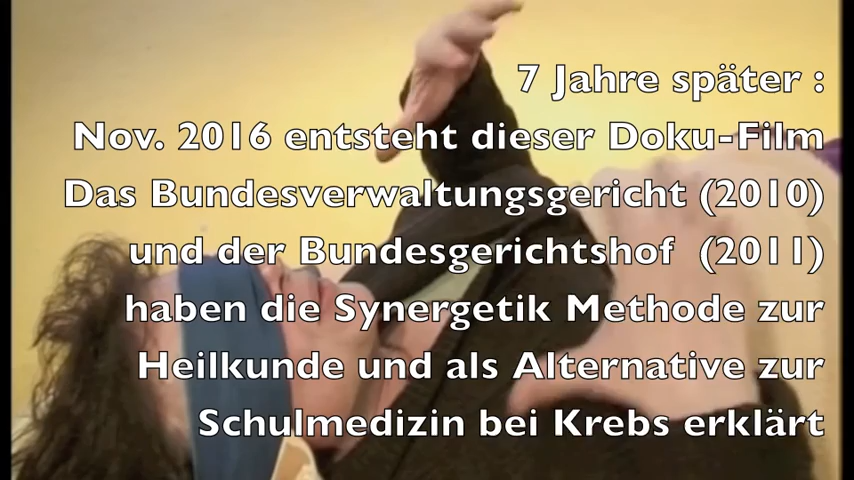 7 Jahre später :
Nov. 2016 entsteht dieser Doku-Film
Das Bundesverwaltungsgericht (2010)
und der Bundesgerichtshof (2011)
haben die Synergetik Methode zur
Heilkunde und als Alternative zur
Schulmedizin bei Krebs erklärt